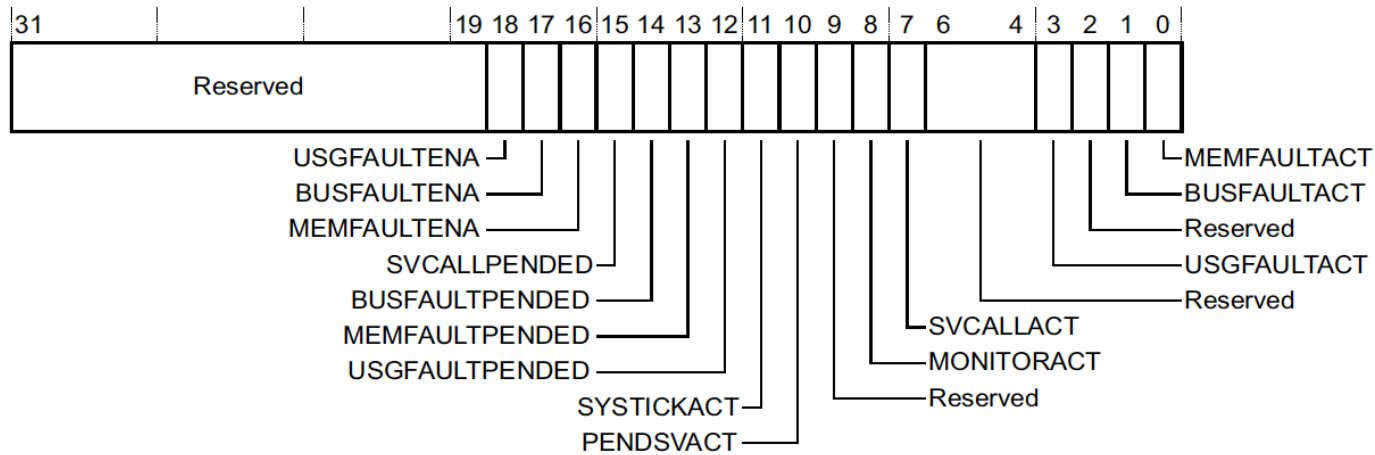 31 19 18 17 16 15 14 13 12 11 10 9 8 7 6 4 3 2 1 0
Reserved
USGFAULTENA MEMFAULTACT
BUSFAULTENA BUSFAULTACT
MEMFAULTENA Reserved
SVCALLPENDED USGFAULTACT
BUSFAULTPENDED Reserved
SVCALLACT
MEMFAULTPENDED
MONITORACT
USGFAULTPENDED
Reserved
SYSTICKACT
PENDSVACT